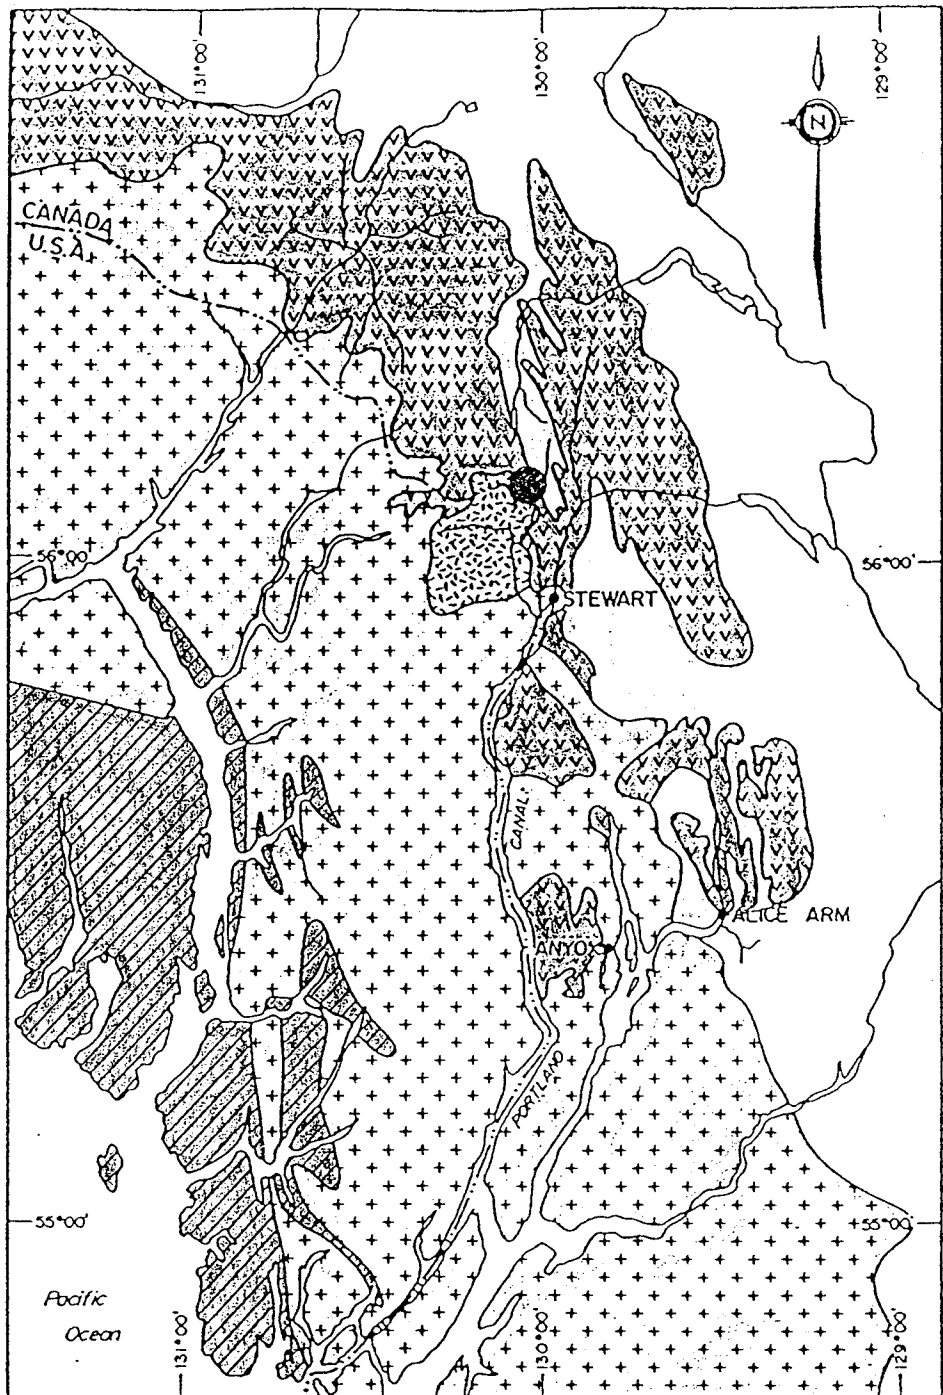 131°00'
130°00'
129°00'
N
CANADA
U.S.A.
56°00'
56°00'
STEWART
CANAL
ALICE ARM
ANYOX
PORTLAND
55°00'
55°00'
Pacific
Ocean
131°00'
130°00'
129°00'